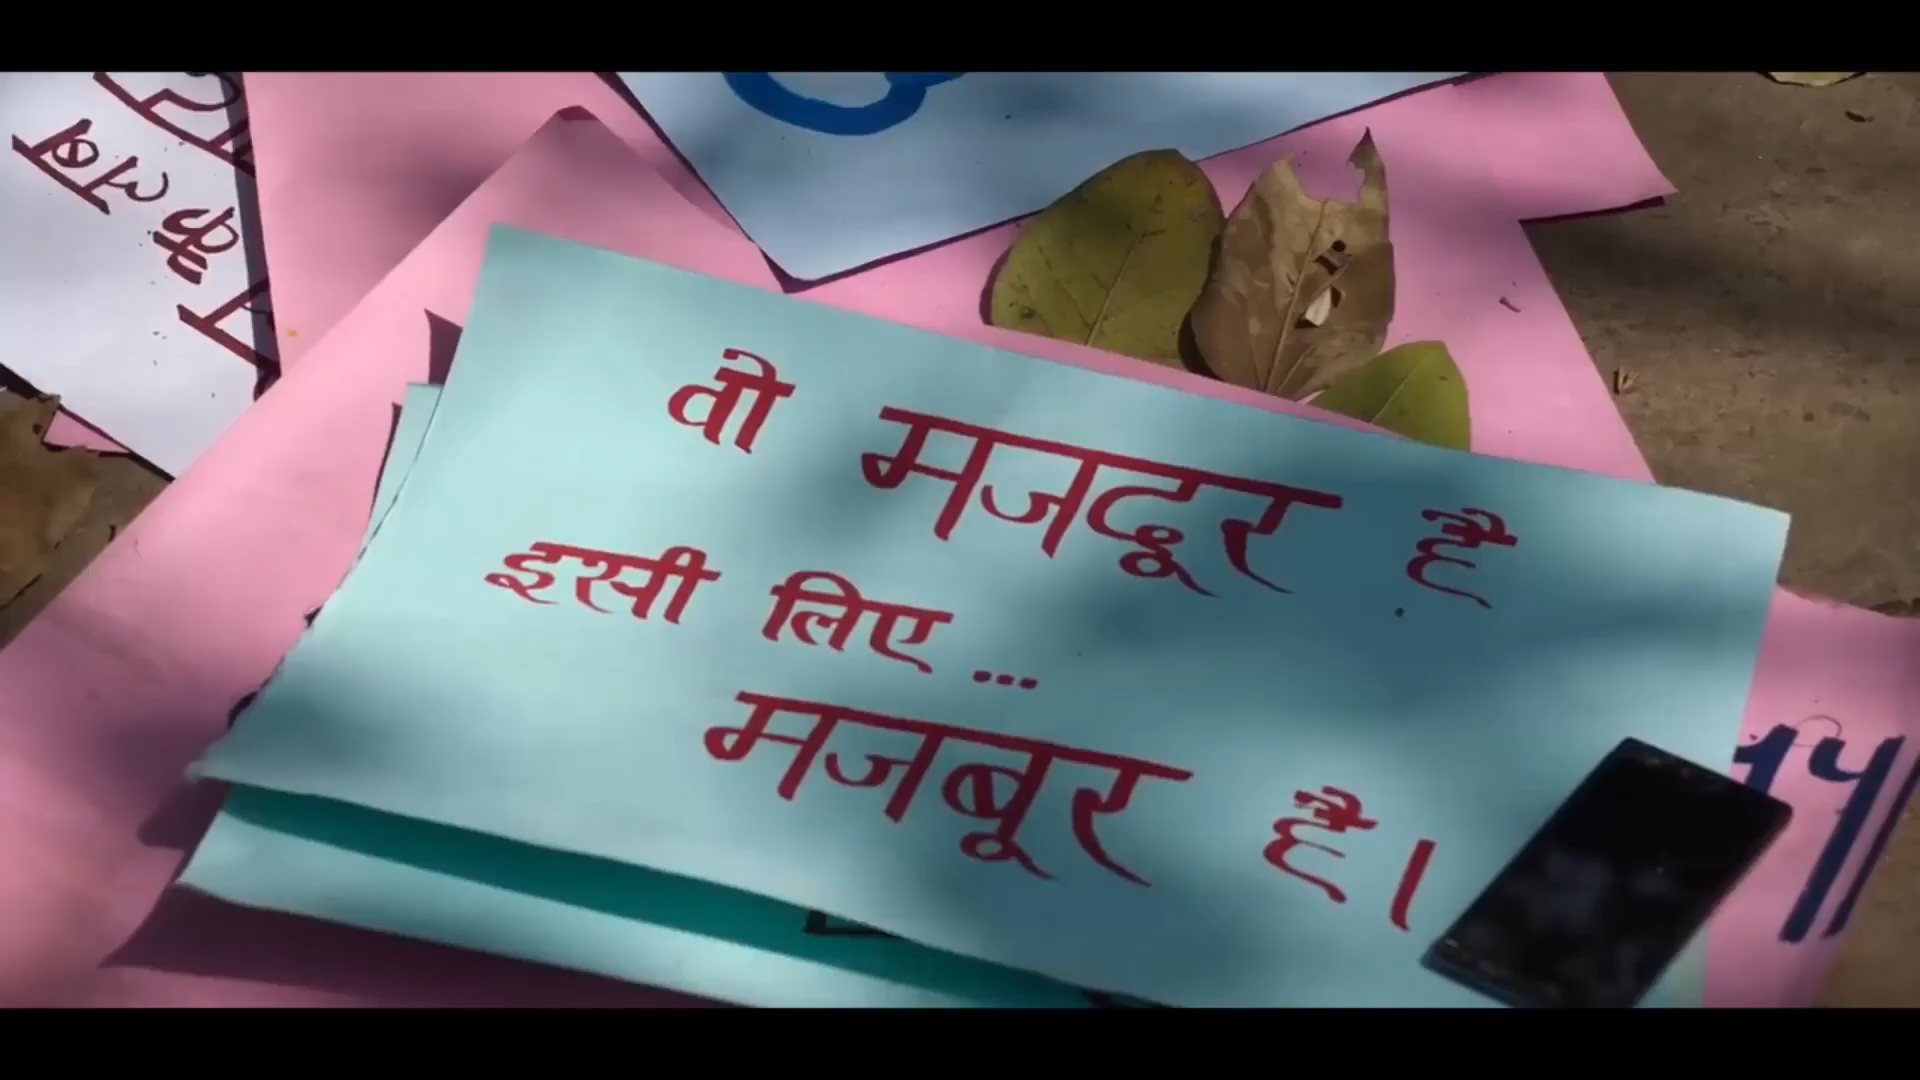 वो मजदूर है
इसी लिए...
मजबूर है।